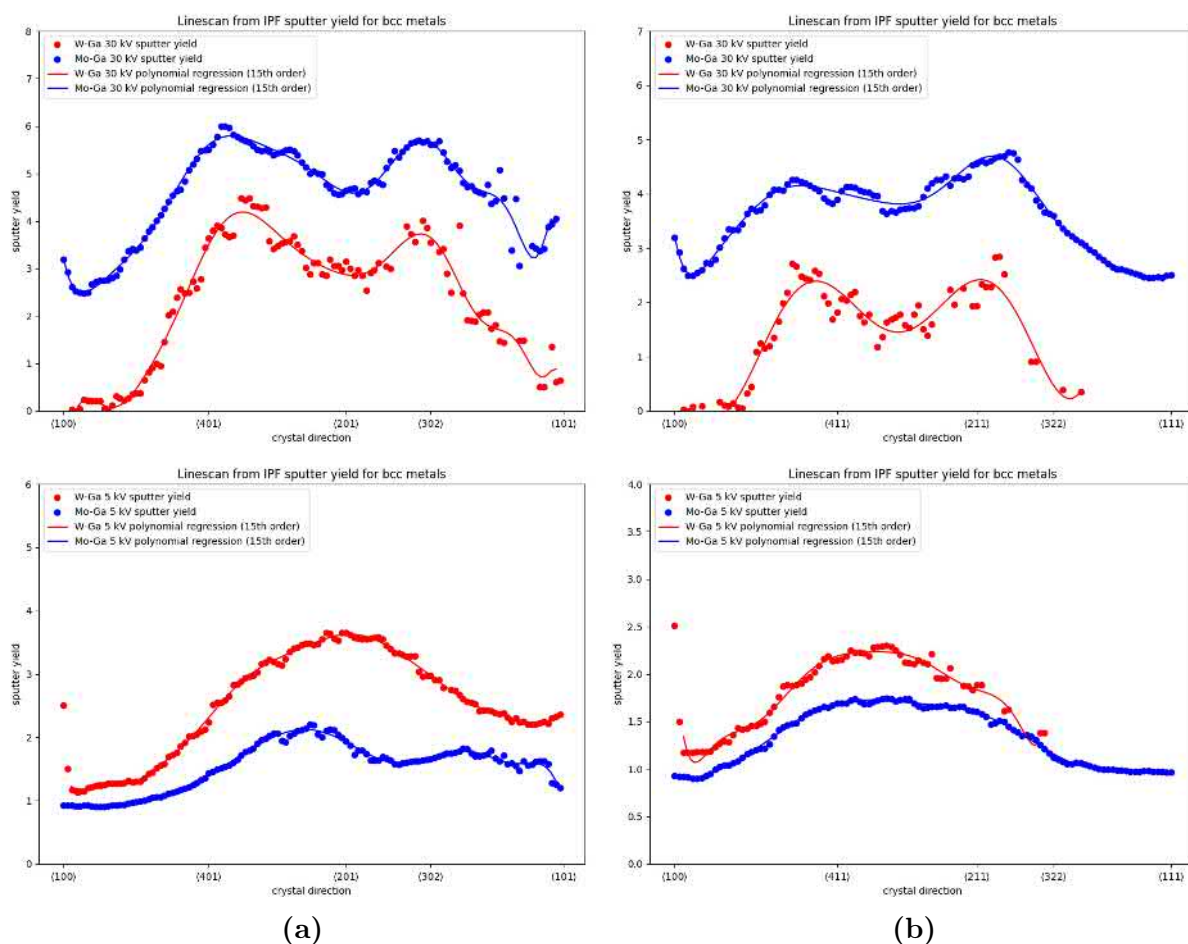 Linescan from IPF sputter yield for bcc metals
8
7
6
5
4
3
2
1
0
sputter yield
W-Ga 30 kV sputter yield
Mo-Ga 30 kV sputter yield
W-Ga 30 kV polynomial regression (15th order)
Mo-Ga 30 kV polynomial regression (15th order)
⟨100⟩ ⟨401⟩ ⟨201⟩ ⟨302⟩ ⟨101⟩
crystal direction
Linescan from IPF sputter yield for bcc metals
7
6
5
4
3
2
1
0
sputter yield
W-Ga 30 kV sputter yield
Mo-Ga 30 kV sputter yield
W-Ga 30 kV polynomial regression (15th order)
Mo-Ga 30 kV polynomial regression (15th order)
⟨100⟩ ⟨411⟩ ⟨211⟩ ⟨322⟩ ⟨111⟩
crystal direction
Linescan from IPF sputter yield for bcc metals
6
5
4
3
2
1
0
sputter yield
W-Ga 5 kV sputter yield
Mo-Ga 5 kV sputter yield
W-Ga 5 kV polynomial regression (15th order)
Mo-Ga 5 kV polynomial regression (15th order)
⟨100⟩ ⟨401⟩ ⟨201⟩ ⟨302⟩ ⟨101⟩
crystal direction
Linescan from IPF sputter yield for bcc metals
4.0
3.5
3.0
2.5
2.0
1.5
1.0
0.5
0.0
sputter yield
W-Ga 5 kV sputter yield
Mo-Ga 5 kV sputter yield
W-Ga 5 kV polynomial regression (15th order)
Mo-Ga 5 kV polynomial regression (15th order)
⟨100⟩ ⟨411⟩ ⟨211⟩ ⟨322⟩ ⟨111⟩
crystal direction
(a) (b)